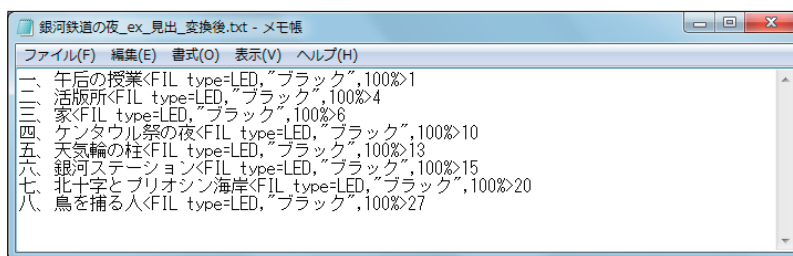 銀河鉄道の夜_ex_見出_変換後.txt - メモ帳
ファイル(F) 編集(E) 書式(O) 表示(V) ヘルプ(H)
一、午后の授業<FIL type=LED,"ブラック",100%>1
二、活版所<FIL type=LED,"ブラック",100%>4
三、家<FIL type=LED,"ブラック",100%>6
四、ケンタウル祭の夜<FIL type=LED,"ブラック",100%>10
五、天気輪の柱<FIL type=LED,"ブラック",100%>13
六、銀河ステーション<FIL type=LED,"ブラック",100%>15
七、北十字とプリオシン海岸<FIL type=LED,"ブラック",100%>20
八、鳥を捕る人<FIL type=LED,"ブラック",100%>27